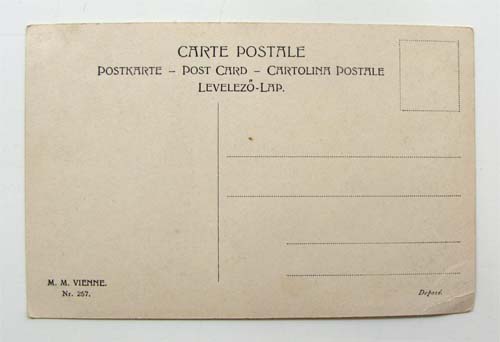 CARTE POSTALE
POSTKARTE – POST CARD – CARTOLINA POSTALE
LEVELEZŐ-LAP.
M. M. VIENNE.
Nr. 257.
Deposé.